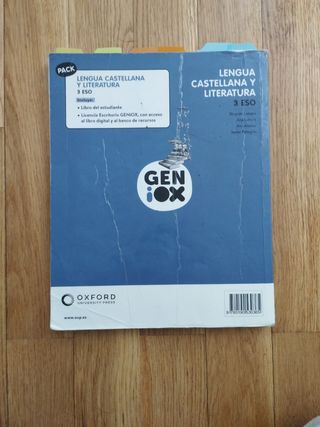 PACK
LENGUA CASTELLANA
Y LITERATURA
3 ESO
Incluye:
• Libro del estudiante
• Licencia Escritorio GENiOX, con acceso
al libro digital y al banco de recursos
LENGUA
CASTELLANA Y
LITERATURA
3 ESO
GEN
iOX
OXFORD
UNIVERSITY PRESS
www.oup.es